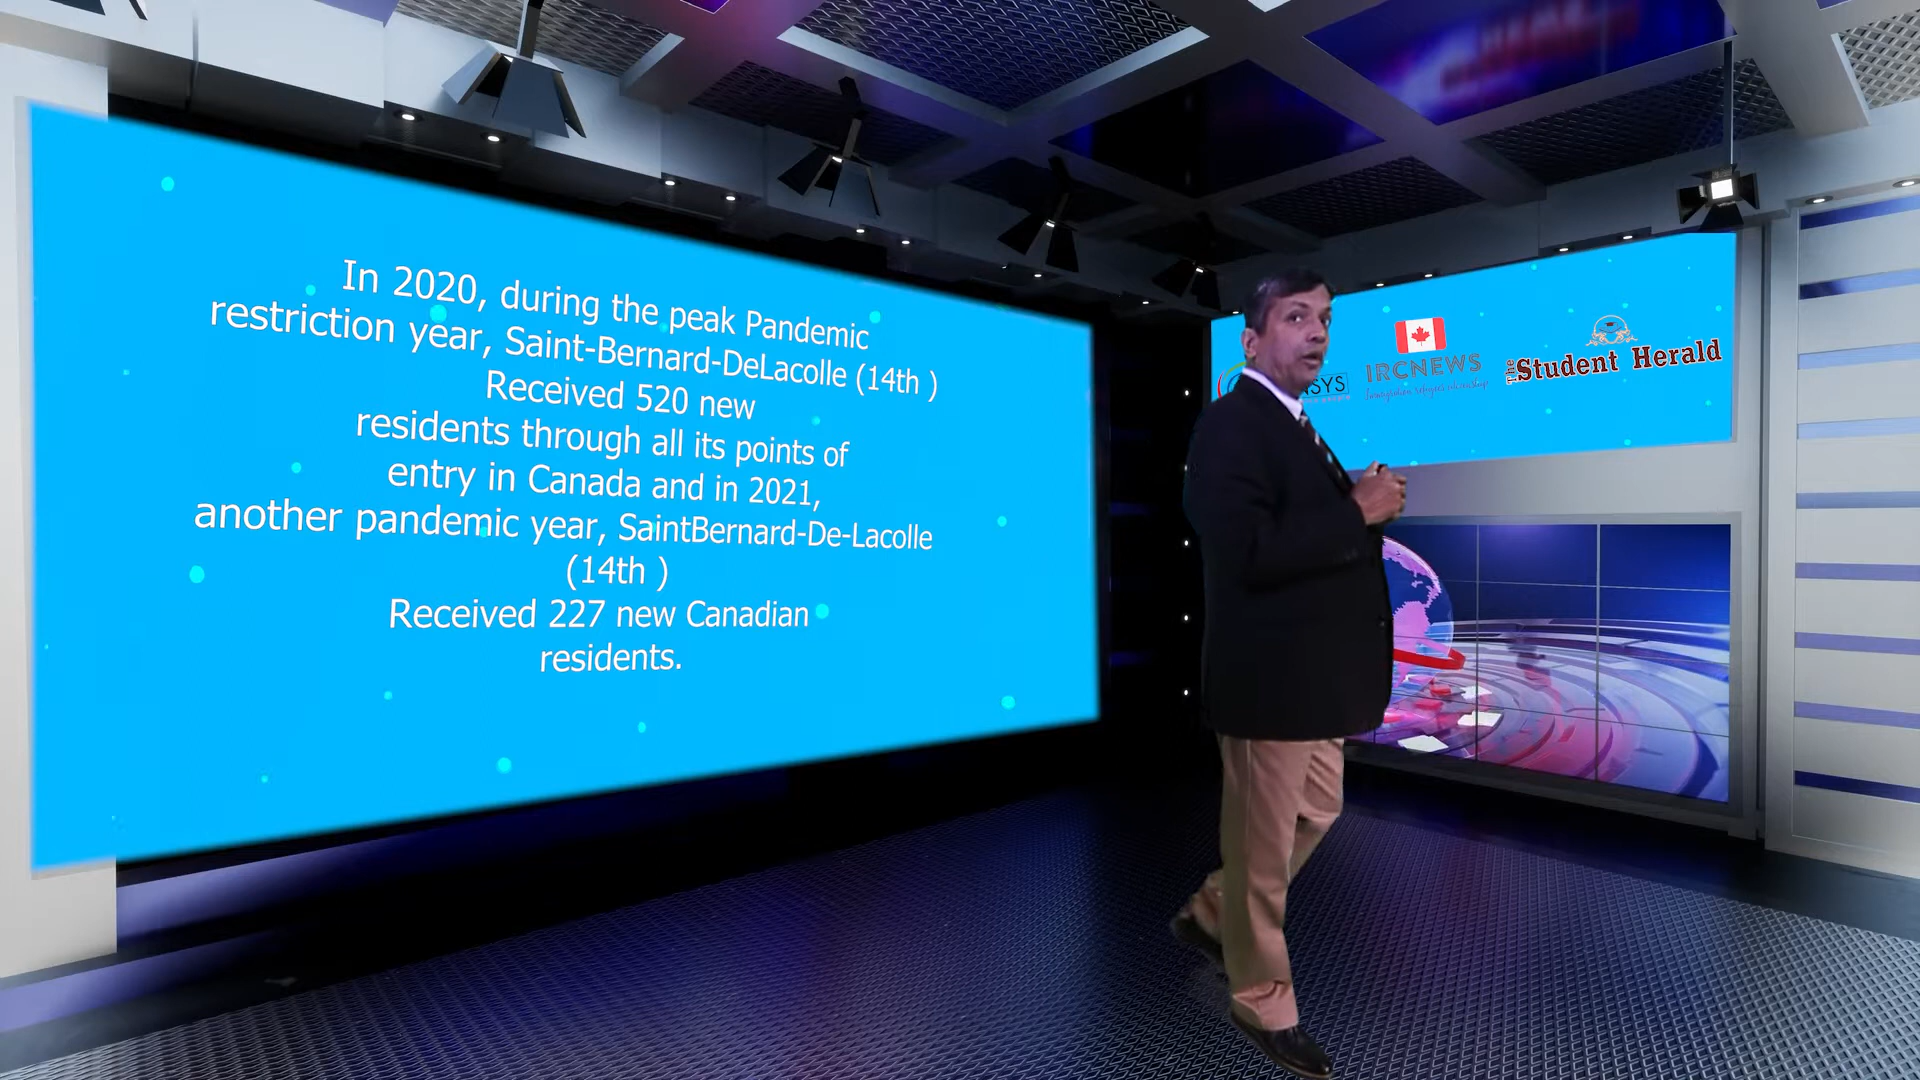 In 2020, during the peak Pandemic
restriction year, Saint-Bernard-DeLacolle (14th )
Received 520 new
residents through all its points of
entry in Canada and in 2021,
another pandemic year, SaintBernard-De-Lacolle
(14th )
Received 227 new Canadian
residents.
NSYS
IRCNEWS
The Student Herald